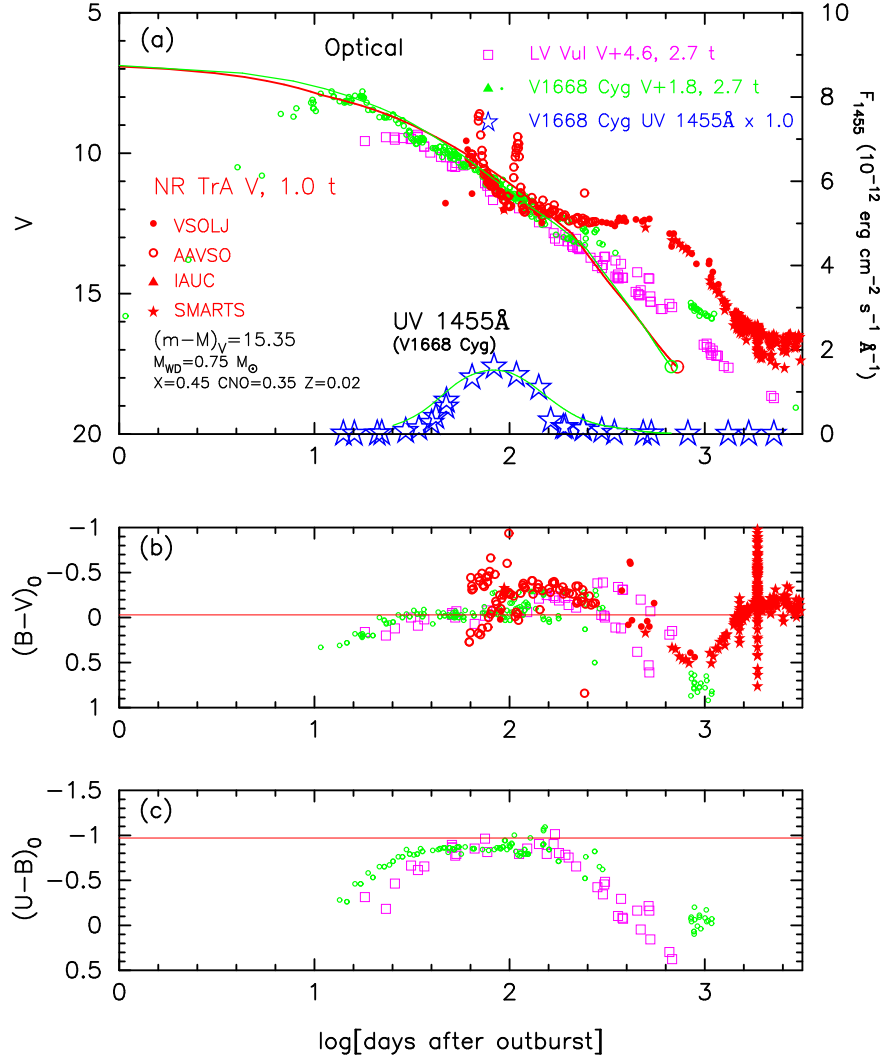 (a)
Optical
LV Vul V+4.6, 2.7 t
V1668 Cyg V+1.8, 2.7 t
V1668 Cyg UV 1455Å x 1.0
NR TrA V, 1.0 t
VSOLJ
AAVSO
IAUC
SMARTS
(m-M)V=15.35
MWD=0.75 M⊙
X=0.45 CNO=0.35 Z=0.02
UV 1455Å
(V1668 Cyg)
V
5
10
15
20
F1455 (10-12 erg cm-2 s-1 Å-1)
10
8
6
4
2
0
0 1 2 3
(b)
(B-V)0
-1
-0.5
0
0.5
1
0 1 2 3
(c)
(U-B)0
-1.5
-1
-0.5
0
0.5
0 1 2 3
log[days after outburst]